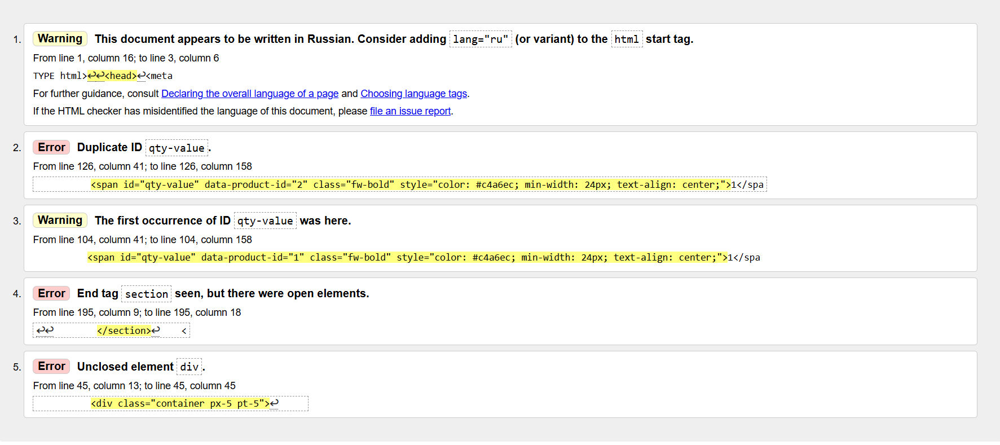 1. Warning This document appears to be written in Russian. Consider adding lang="ru" (or variant) to the html start tag.
From line 1, column 16; to line 3, column 6
TYPE html>↩↩<head>↩<meta
For further guidance, consult Declaring the overall language of a page and Choosing language tags.
If the HTML checker has misidentified the language of this document, please file an issue report.
2. Error Duplicate ID qty-value.
From line 126, column 41; to line 126, column 158
<span id="qty-value" data-product-id="2" class="fw-bold" style="color: #c4a6ec; min-width: 24px; text-align: center;">1</spa
3. Warning The first occurrence of ID qty-value was here.
From line 104, column 41; to line 104, column 158
<span id="qty-value" data-product-id="1" class="fw-bold" style="color: #c4a6ec; min-width: 24px; text-align: center;">1</spa
4. Error End tag section seen, but there were open elements.
From line 195, column 9; to line 195, column 18
↩↩        </section>↩    <
5. Error Unclosed element div.
From line 45, column 13; to line 45, column 45
<div class="container px-5 pt-5">↩